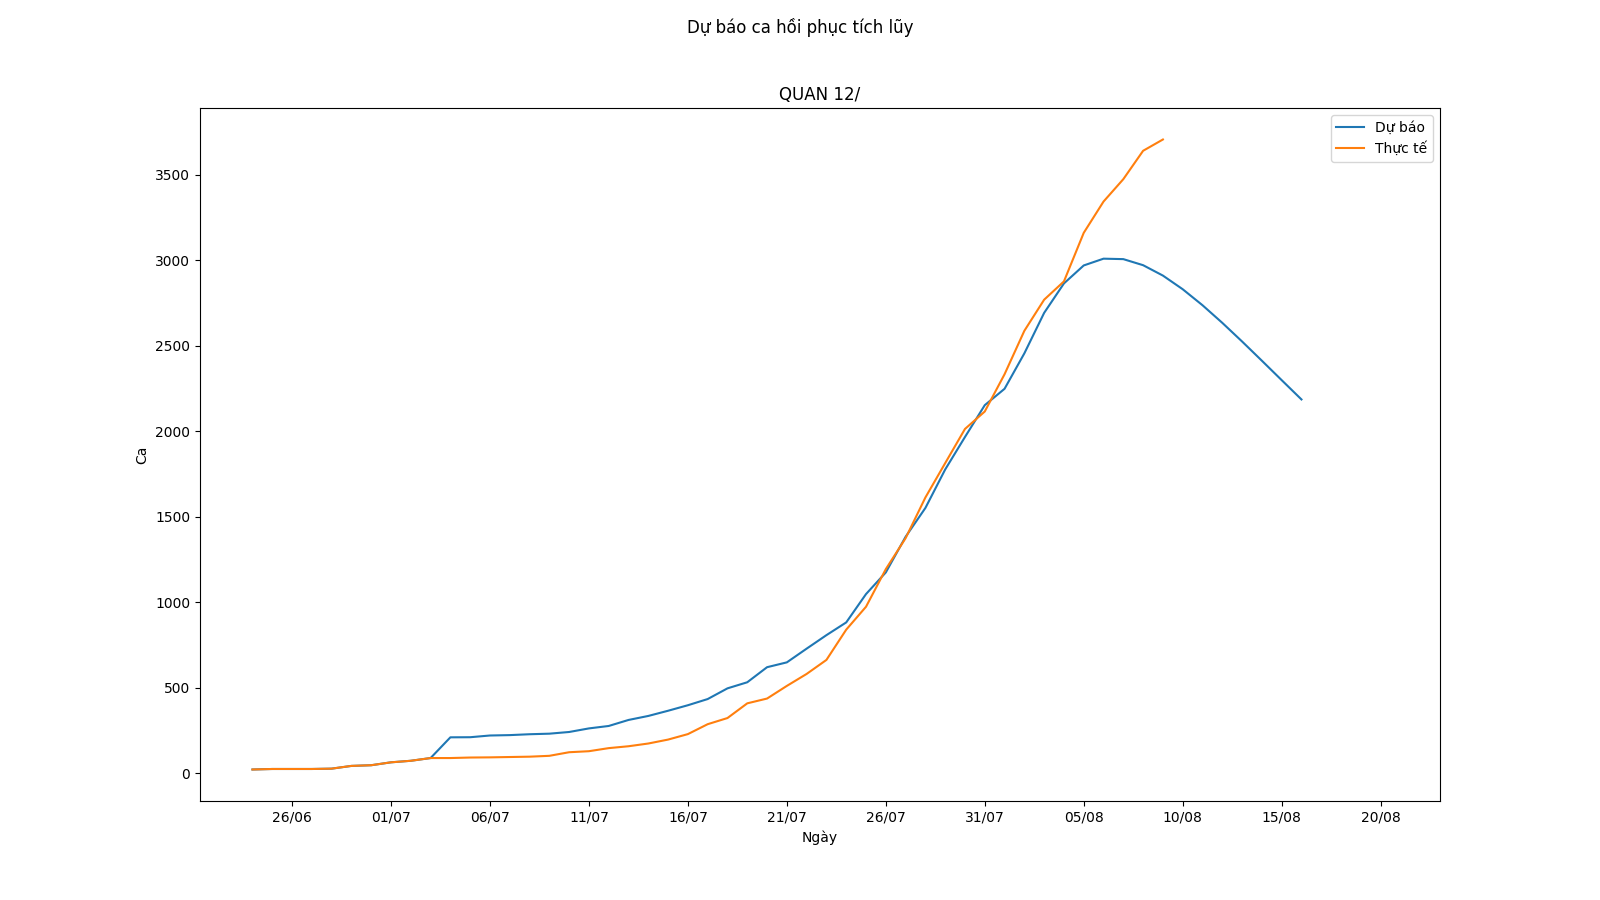 Dự báo ca hồi phục tích lũy
QUAN 12/
Dự báo
Thực tế
3500
3000
2500
2000
1500
1000
500
0
Ca
26/06 01/07 06/07 11/07 16/07 21/07 26/07 31/07 05/08 10/08 15/08 20/08
Ngày